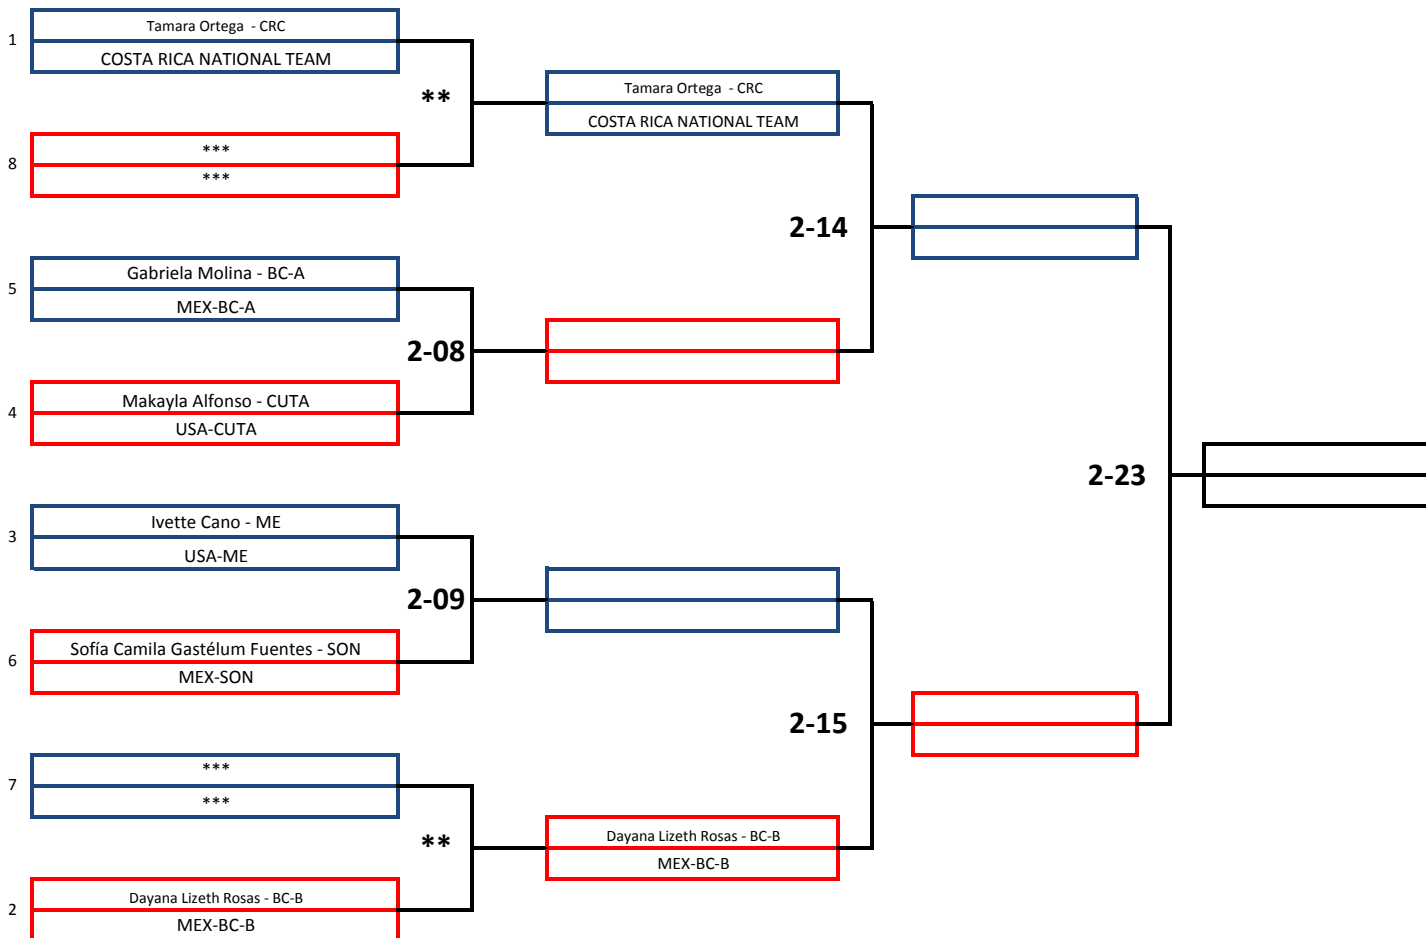 1
Tamara Ortega - CRC
COSTA RICA NATIONAL TEAM
**
Tamara Ortega - CRC
COSTA RICA NATIONAL TEAM
8
***
***
2-14
5
Gabriela Molina - BC-A
MEX-BC-A
2-08
4
Makayla Alfonso - CUTA
USA-CUTA
2-23
3
Ivette Cano - ME
USA-ME
2-09
6
Sofía Camila Gastélum Fuentes - SON
MEX-SON
2-15
7
***
***
**
Dayana Lizeth Rosas - BC-B
MEX-BC-B
2
Dayana Lizeth Rosas - BC-B
MEX-BC-B